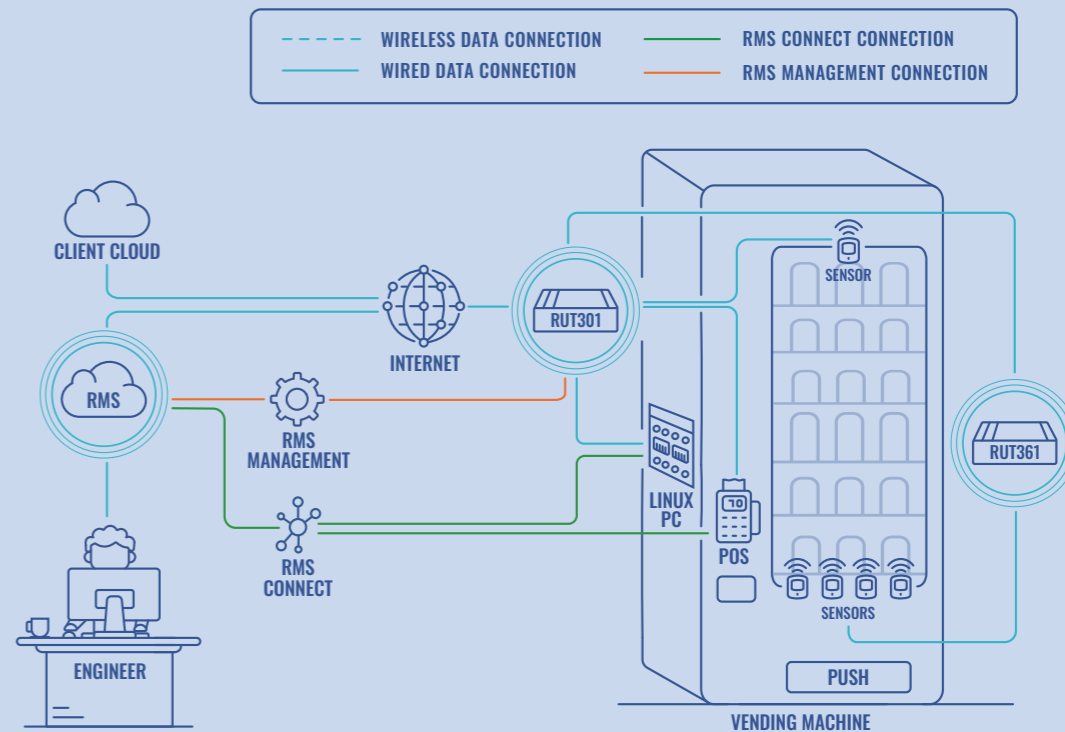 WIRELESS DATA CONNECTION
WIRED DATA CONNECTION
RMS CONNECT CONNECTION
RMS MANAGEMENT CONNECTION
CLIENT CLOUD
INTERNET
RUT301
SENSOR
RMS
RMS
MANAGEMENT
RMS
CONNECT
LINUX
PC
70
POS
RUT361
SENSORS
ENGINEER
PUSH
VENDING MACHINE